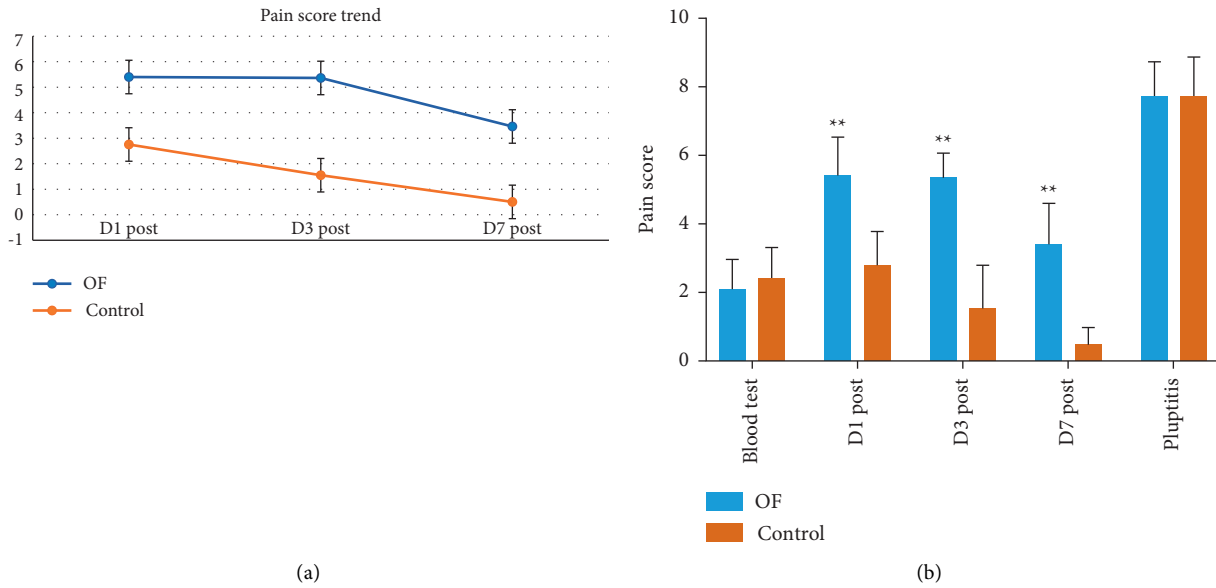 Pain score trend
7
6
5
4
3
2
1
0
-1
D1 post D3 post D7 post
OF
Control
(a)
b)
10
8
6
4
2
0
Pain score
**
**
**
Blood test
D1 post
D3 post
D7 post
Pluptitis
OF
Control
(b)